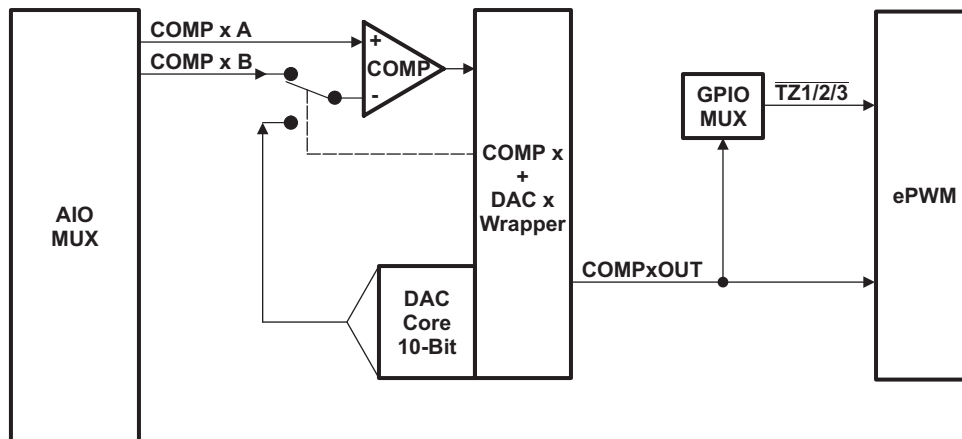 COMP x A
COMP x B
+
COMP
-
AIO
MUX
COMP x
+
DAC x
Wrapper
DAC
Core
10-Bit
COMPxOUT
GPIO
MUX
TZ1/2/3
ePWM